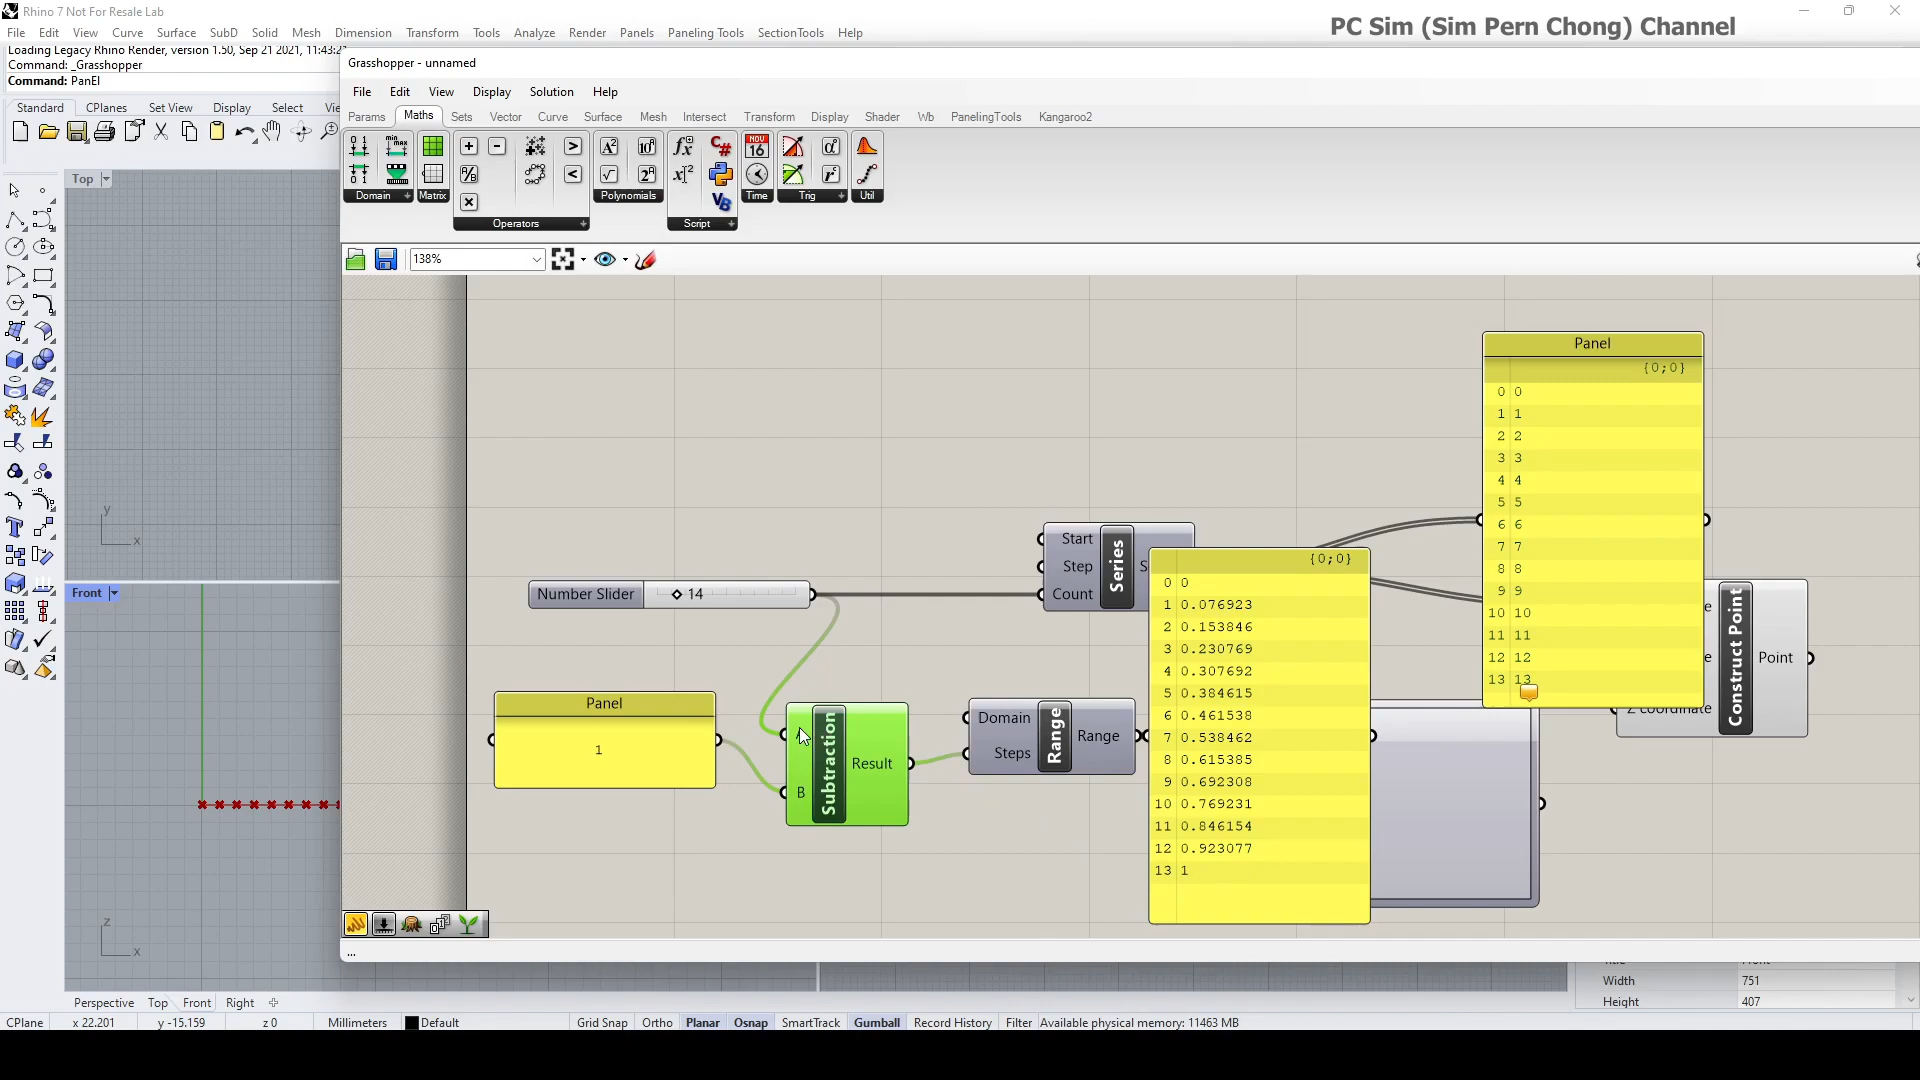 Rhino 7 Not For Resale Lab
PC Sim (Sim Pern Chong) Channel
File Edit View Curve Surface SubD Solid Mesh Dimension Transform Tools Analyze Render Panels Paneling Tools SectionTools Help
Loading Legacy Rhino Render, version 1.50, Sep 21 2021, 11:43:2
Command: _Grasshopper
Command: PanEl
Grasshopper - unnamed
File Edit View Display Solution Help
Standard CPlanes Set View Display Select
Params Maths Sets Vector Curve Surface Mesh Intersect Transform Display Shader Wb PanelingTools Kangaroo2
NOV
16
Domain Matrix Operators Polynomials Script Time Trig Util
138%
Top
Front
Panel
{0;0}
0 0
1 1
2 2
3 3
4 4
5 5
6 6
7 7
8 8
9 9
10 10
11 11
12 12
13 13
Start
Step
Count
Series
Number Slider 14
{0;0}
0 0
1 0.076923
2 0.153846
3 0.230769
4 0.307692
5 0.384615
6 0.461538
7 0.538462
8 0.615385
9 0.692308
10 0.769231
11 0.846154
12 0.923077
13 1
Construct Point
Point
Z coordinate
Panel
1
B
Subtraction
Result
Domain
Steps
Range
Range
y
x
z
x
...
Width 751
Height 407
Perspective Top Front Right
CPlane x 22.201 y -15.159 z 0 Millimeters Default Grid Snap Ortho Planar Osnap SmartTrack Gumball Record History Filter Available physical memory: 11463 MB